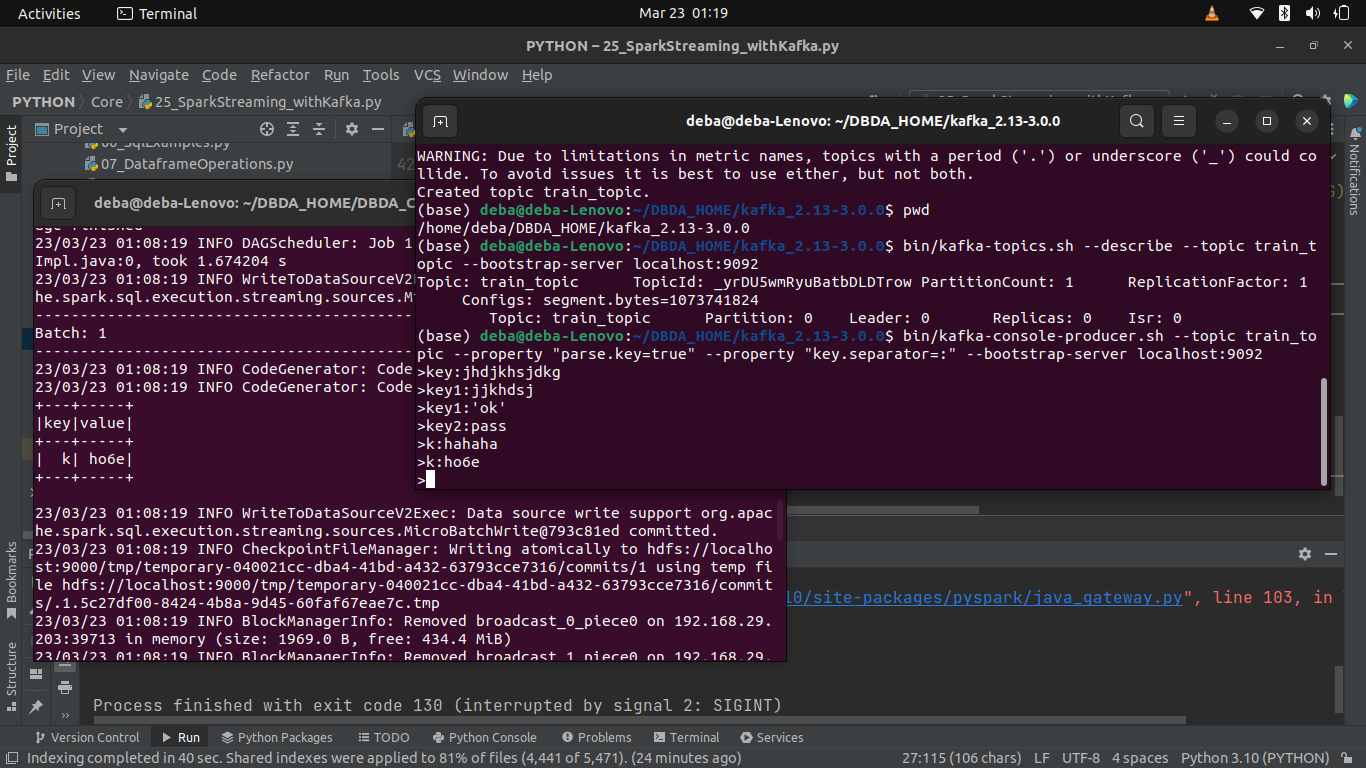 Activities Terminal Mar 23 01:19
PYTHON – 25_SparkStreaming_withKafka.py
File Edit View Navigate Code Refactor Run Tools VCS Window Help
PYTHON Core 25_SparkStreaming_withKafka.py
Project
Project
07_DataframeOperations.py
42
Notifications
deba@deba-Lenovo: ~/DBDA_HOME/kafka_2.13-3.0.0
WARNING: Due to limitations in metric names, topics with a period ('.') or underscore ('_') could co
llide. To avoid issues it is best to use either, but not both.
Created topic train_topic.
(base) deba@deba-Lenovo:~/DBDA_HOME/kafka_2.13-3.0.0$ pwd
/home/deba/DBDA_HOME/kafka_2.13-3.0.0
(base) deba@deba-Lenovo:~/DBDA_HOME/kafka_2.13-3.0.0$ bin/kafka-topics.sh --describe --topic train_t
opic --bootstrap-server localhost:9092
Topic: train_topic TopicId: _yrDU5wmRyuBatbDLDTrow PartitionCount: 1 ReplicationFactor: 1
Configs: segment.bytes=1073741824
Topic: train_topic Partition: 0 Leader: 0 Replicas: 0 Isr: 0
(base) deba@deba-Lenovo:~/DBDA_HOME/kafka_2.13-3.0.0$ bin/kafka-console-producer.sh --topic train_to
pic --property "parse.key=true" --property "key.separator=:" --bootstrap-server localhost:9092
>key:jhdjkhsjdkg
>key1:jjkhdsj
>key1:'ok'
>key2:pass
>k:hahaha
>k:ho6e
>
deba@deba-Lenovo: ~/DBDA_HOME/DBDA_C
23/03/23 01:08:19 INFO DAGScheduler: Job 1
Impl.java:0, took 1.674204 s
23/03/23 01:08:19 INFO WriteToDataSourceV2E
he.spark.sql.execution.streaming.sources.Mi
-------------------------------------------
Batch: 1
-------------------------------------------
23/03/23 01:08:19 INFO CodeGenerator: Code
23/03/23 01:08:19 INFO CodeGenerator: Code
+---+-----+
|key|value|
+---+-----+
|  k| ho6e|
+---+-----+
23/03/23 01:08:19 INFO WriteToDataSourceV2Exec: Data source write support org.apac
he.spark.sql.execution.streaming.sources.MicroBatchWrite@793c81ed committed.
23/03/23 01:08:19 INFO CheckpointFileManager: Writing atomically to hdfs://localho
st:9000/tmp/temporary-040021cc-dba4-41bd-a432-63793cce7316/commits/1 using temp fi
le hdfs://localhost:9000/tmp/temporary-040021cc-dba4-41bd-a432-63793cce7316/commit
s/.1.5c27df00-8424-4b8a-9d45-60faf67eae7c.tmp
23/03/23 01:08:19 INFO BlockManagerInfo: Removed broadcast_0_piece0 on 192.168.29.
203:39713 in memory (size: 1969.0 B, free: 434.4 MiB)
23/03/23 01:08:19 INFO BlockManagerInfo: Removed broadcast_1_piece0 on 192.168.29.
10/site-packages/pyspark/java_gateway.py", line 103, in
Bookmarks
Structure
Process finished with exit code 130 (interrupted by signal 2: SIGINT)
Version Control Run Python Packages TODO Python Console Problems Terminal Services
Indexing completed in 40 sec. Shared indexes were applied to 81% of files (4,441 of 5,471). (24 minutes ago) 27:115 (106 chars) LF UTF-8 4 spaces Python 3.10 (PYTHON)